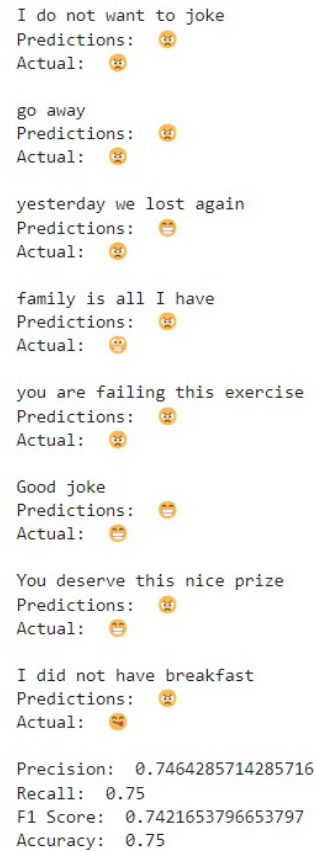 I do not want to joke
Predictions: 😡
Actual: 😡
go away
Predictions: 😡
Actual: 😡
yesterday we lost again
Predictions: 😁
Actual: 😡
family is all I have
Predictions: 😡
Actual: 😬
you are failing this exercise
Predictions: 😡
Actual: 😡
Good joke
Predictions: 😁
Actual: 😁
You deserve this nice prize
Predictions: 😡
Actual: 😁
I did not have breakfast
Predictions: 😡
Actual: 😋
Precision: 0.7464285714285716
Recall: 0.75
F1 Score: 0.7421653796653797
Accuracy: 0.75